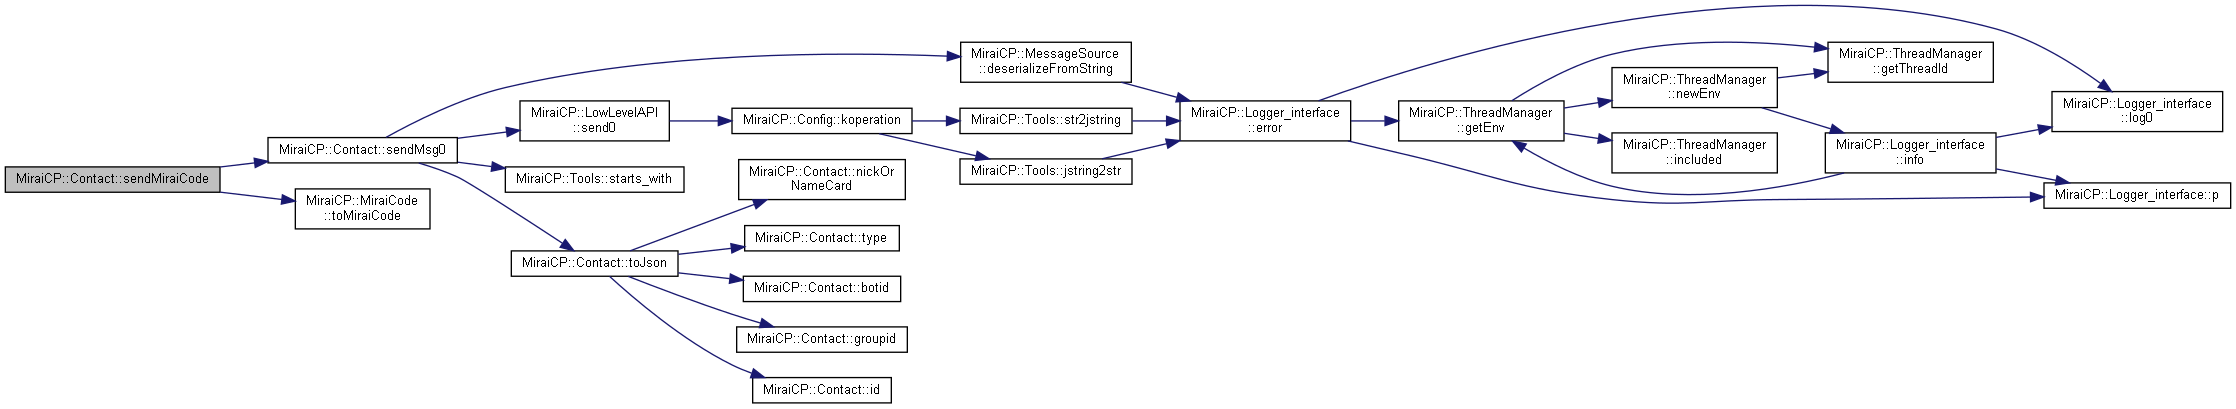 MiraiCP::Contact::sendMiraiCode
MiraiCP::Contact::sendMsg0
MiraiCP::MiraiCode
::toMiraiCode
MiraiCP::MessageSource
::deserializeFromString
MiraiCP::LowLevelAPI
::send0
MiraiCP::Tools::starts_with
MiraiCP::Contact::toJson
MiraiCP::Config::koperation
MiraiCP::Contact::nickOr
NameCard
MiraiCP::Contact::type
MiraiCP::Contact::botid
MiraiCP::Contact::groupid
MiraiCP::Contact::id
MiraiCP::Tools::str2jstring
MiraiCP::Tools::jstring2str
MiraiCP::Logger_interface
::error
MiraiCP::ThreadManager
::getEnv
MiraiCP::ThreadManager
::newEnv
MiraiCP::ThreadManager
::included
MiraiCP::ThreadManager
::getThreadId
MiraiCP::Logger_interface
::info
MiraiCP::Logger_interface
::log0
MiraiCP::Logger_interface::p